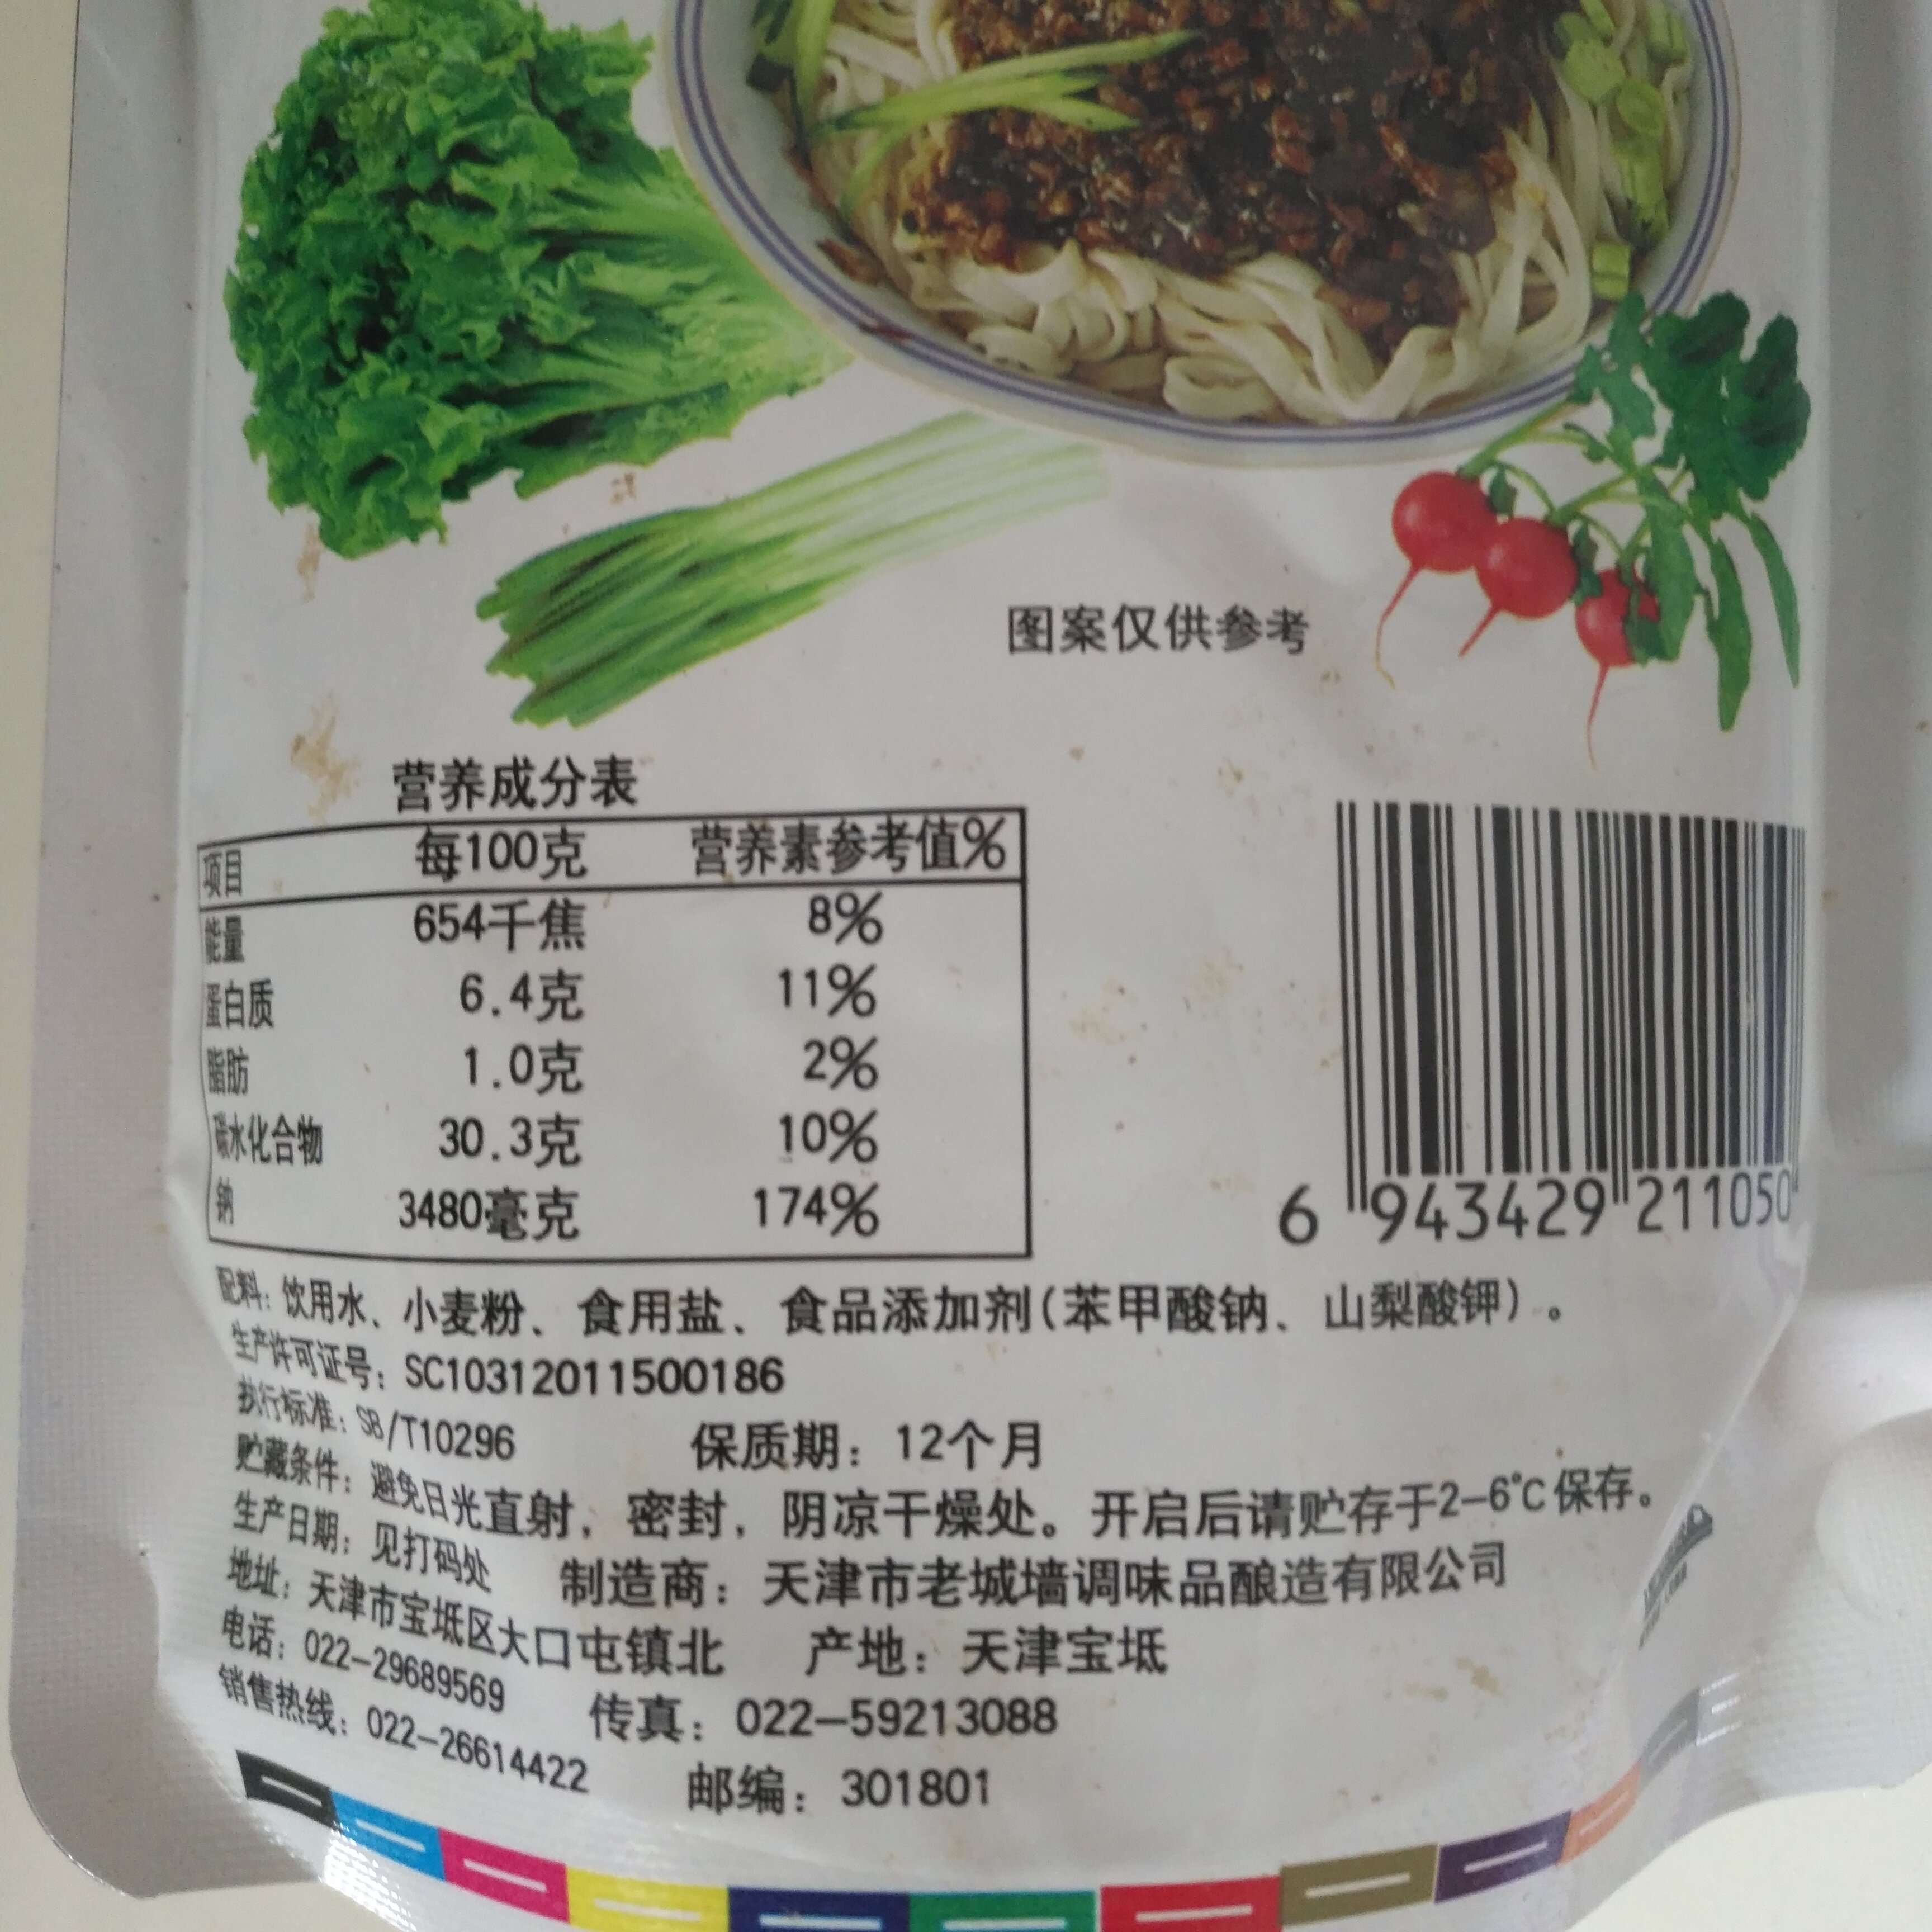 图案仅供参考
营养成分表
项目 每100克 营养素参考值%
能量 654千焦 8%
蛋白质 6.4克 11%
脂肪 1.0克 2%
碳水化合物 30.3克 10%
钠 3480毫克 174%
6 943429 211050
配料：饮用水、小麦粉、食用盐、食品添加剂(苯甲酸钠、山梨酸钾)。
生产许可证号：SC10312011500186
执行标准：SB/T10296 保质期：12个月
贮藏条件：避免日光直射，密封，阴凉干燥处。开启后请贮存于2-6℃保存。
生产日期：见打码处 制造商：天津市老城墙调味品酿造有限公司
地址：天津市宝坻区大口屯镇北 产地：天津宝坻
电话：022-29689569 传真：022-59213088
销售热线：022-26614422 邮编：301801